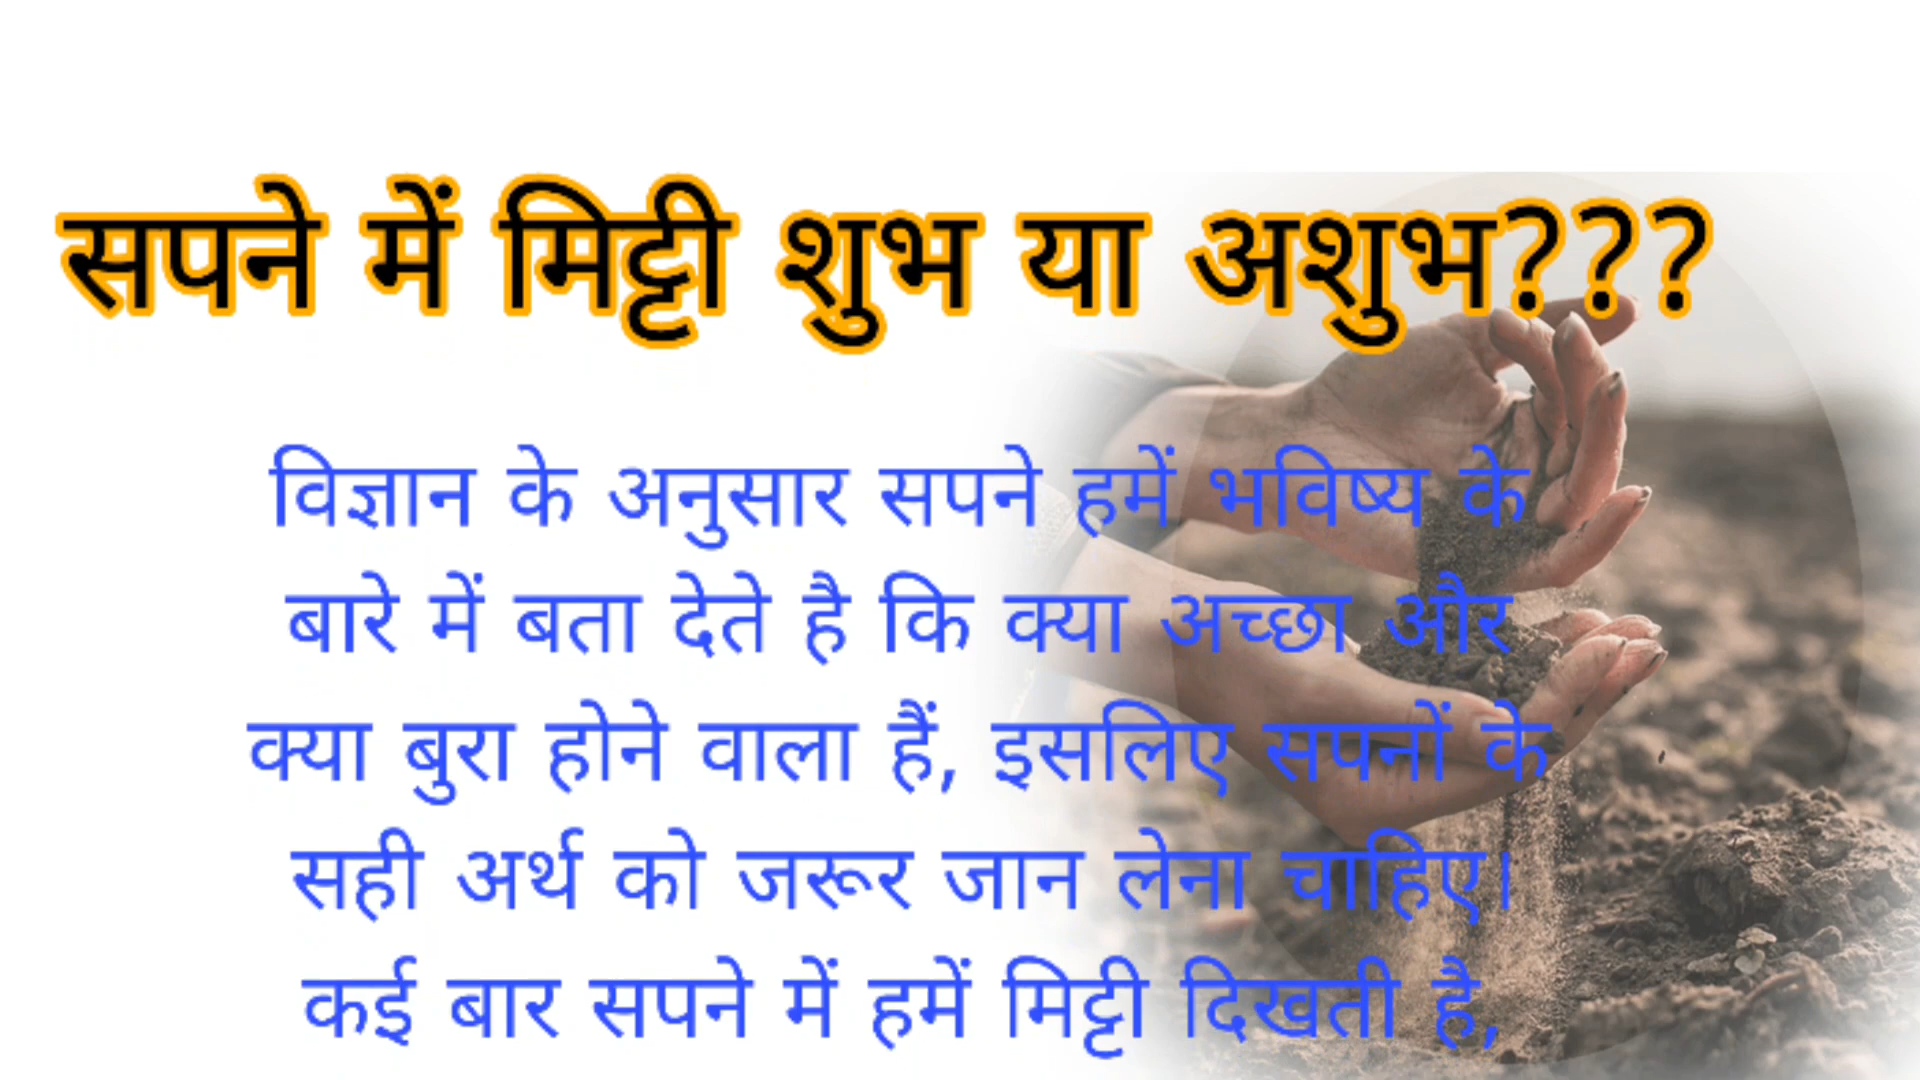 सपने में मिट्टी शुभ या अशुभ???
विज्ञान के अनुसार सपने हमें भविष्य के
बारे में बता देते है कि क्या अच्छा और
क्या बुरा होने वाला हैं, इसलिए सपनों के
सही अर्थ को जरूर जान लेना चाहिए।
कई बार सपने में हमें मिट्टी दिखती है,